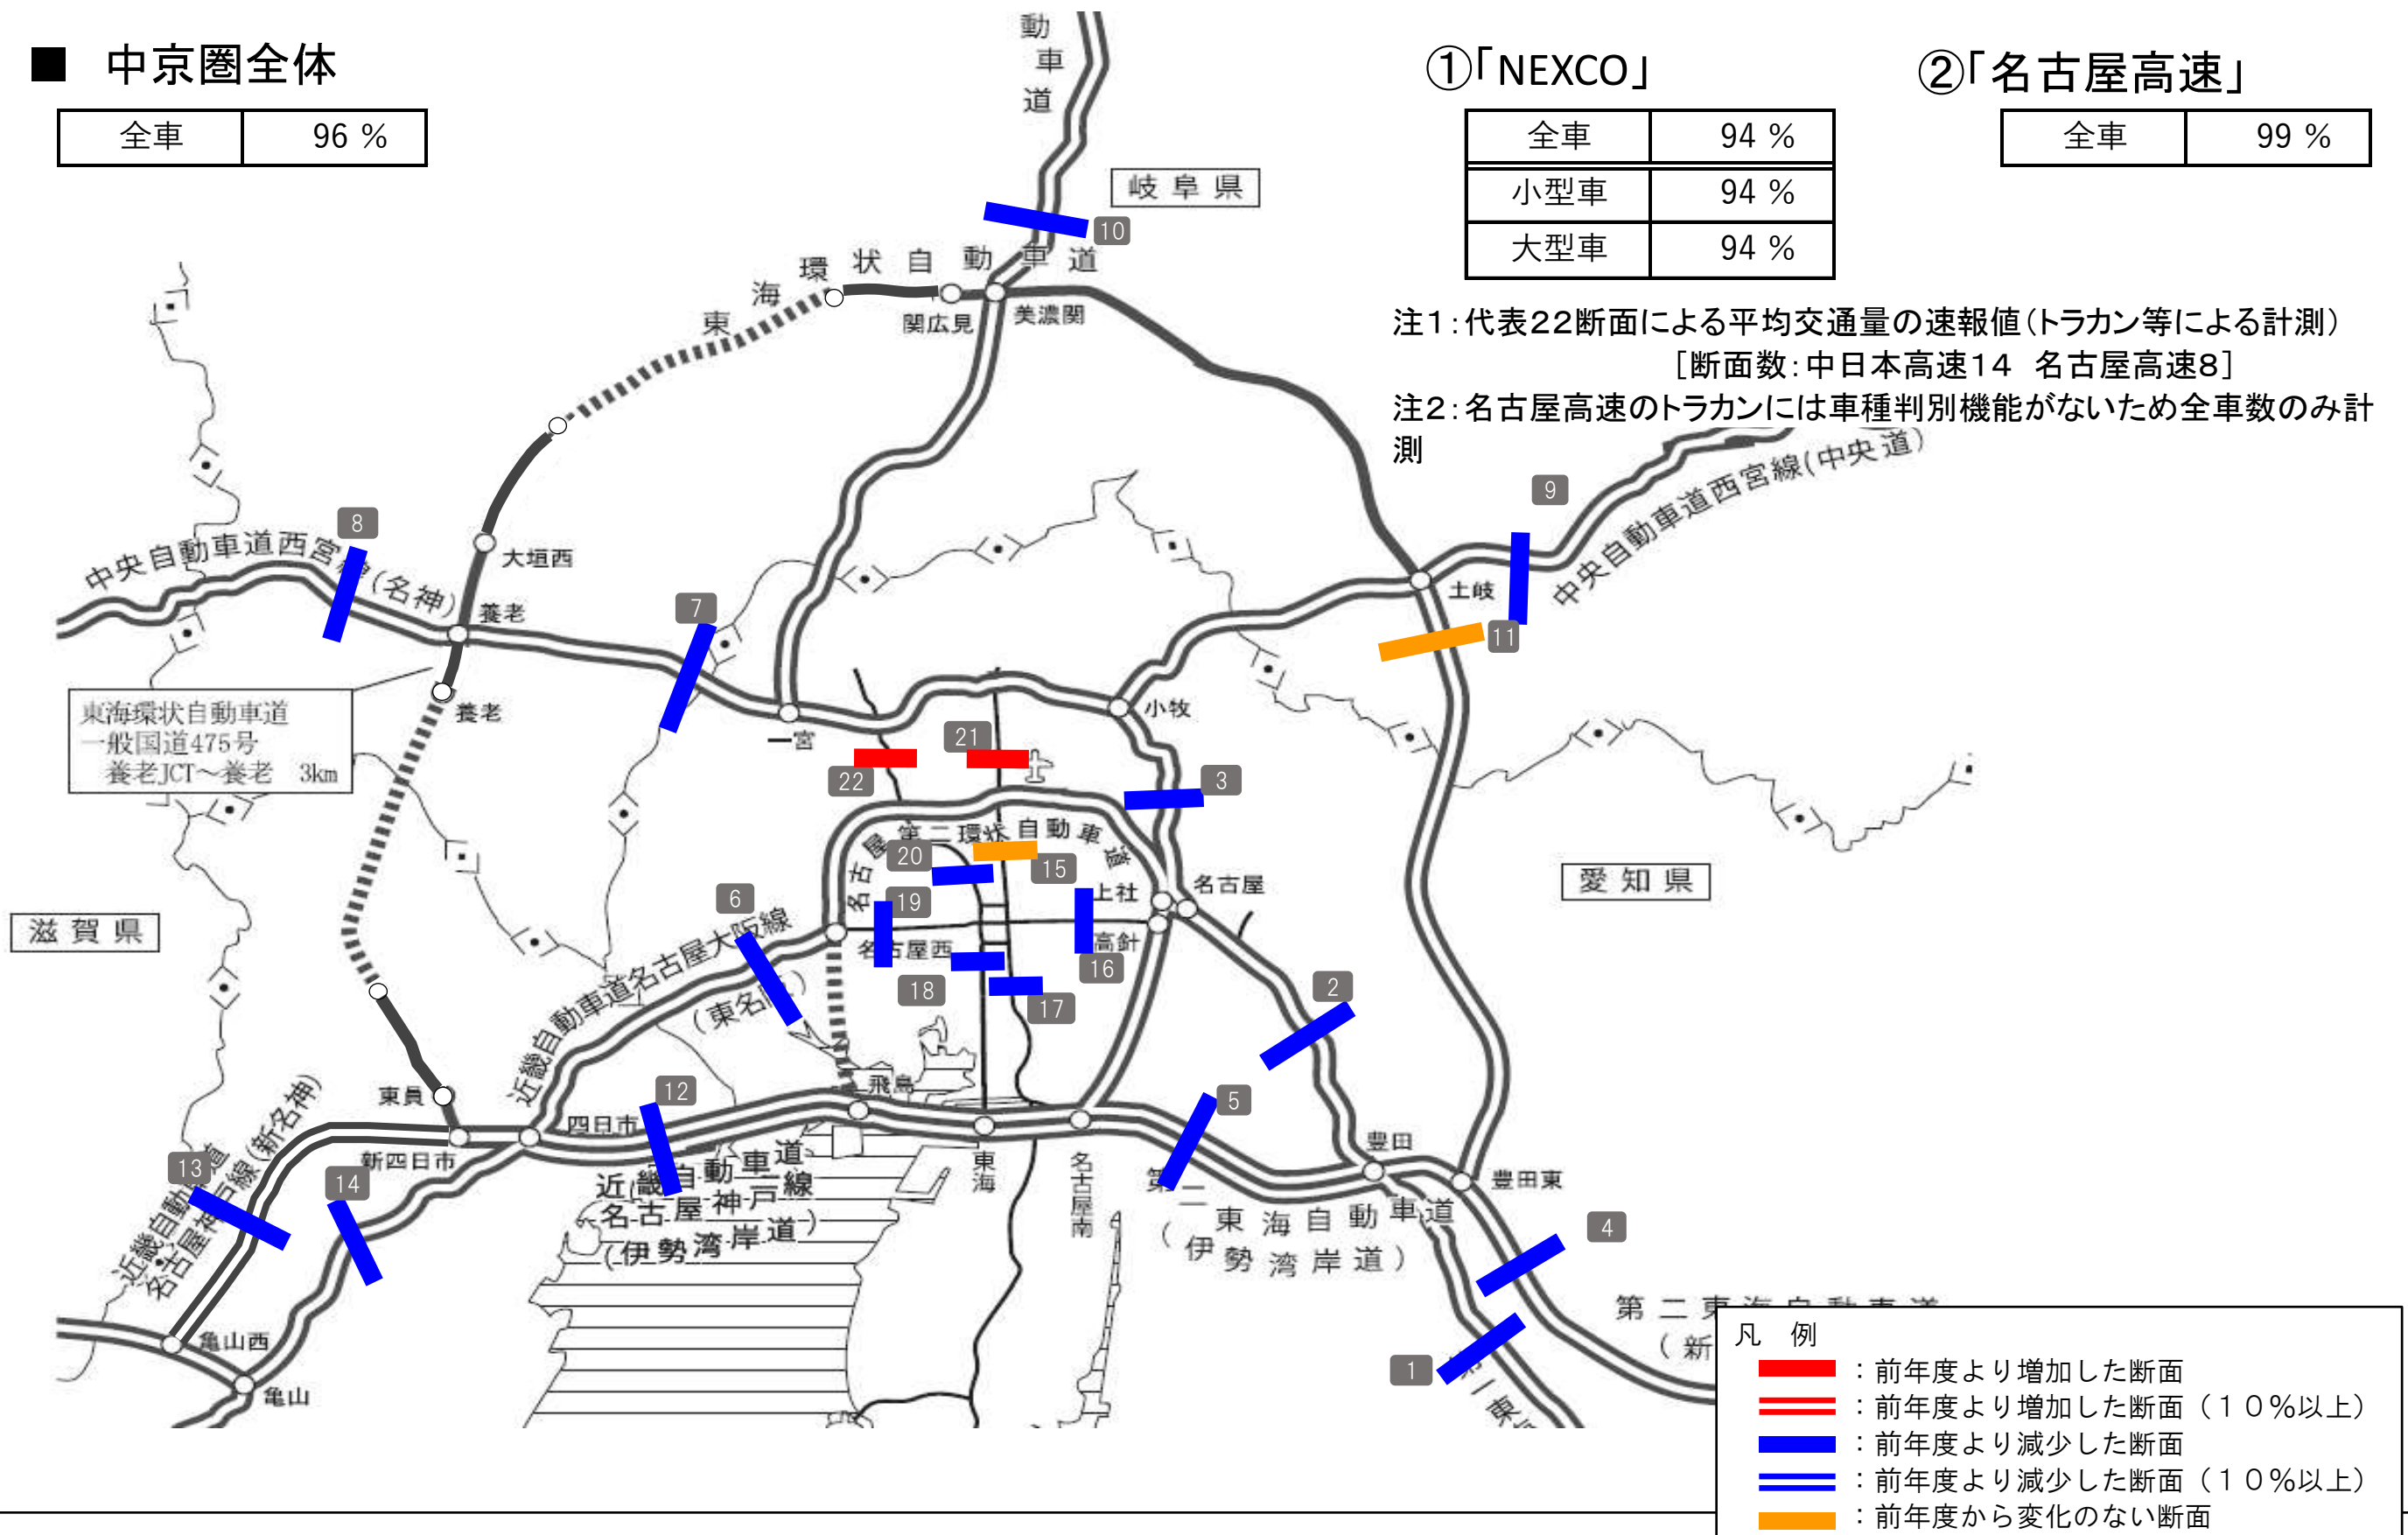 ■ 中京圏全体
全車 96 %
①「NEXCO」
全車 94 %
小型車 94 %
大型車 94 %
②「名古屋高速」
全車 99 %
注1：代表22断面による平均交通量の速報値（トラカン等による計測）
［断面数：中日本高速14 名古屋高速8］
注2：名古屋高速のトラカンには車種判別機能がないため全車数のみ計
測
動車道
岐阜県
10
東海環状自動車道
関広見
美濃関
9
中央自動車道西宮線(中央道)
8
中央自動車道西宮線(名神)
大垣西
養老
7
土岐
11
東海環状自動車道
一般国道475号
養老JCT～養老 3km
養老
一宮
小牧
21
22
3
名古屋第二環状自動車道
20
15
上社
名古屋
愛知県
滋賀県
6
19
名古屋西
高針
16
近畿自動車道名古屋大阪線
(東名阪)
18
17
2
東員
12
飛島
5
四日市
新四日市
近畿自動車道
名古屋神戸線(新名神)
13
14
近畿自動車道
名古屋神戸線
(伊勢湾岸道)
東海
名古屋南
豊田
豊田東
第二東海自動車道
(伊勢湾岸道)
4
亀山西
亀山
1
第一東
第二東海自動車道
(新
凡 例
：前年度より増加した断面
：前年度より増加した断面（１０％以上）
：前年度より減少した断面
：前年度より減少した断面（１０％以上）
：前年度から変化のない断面